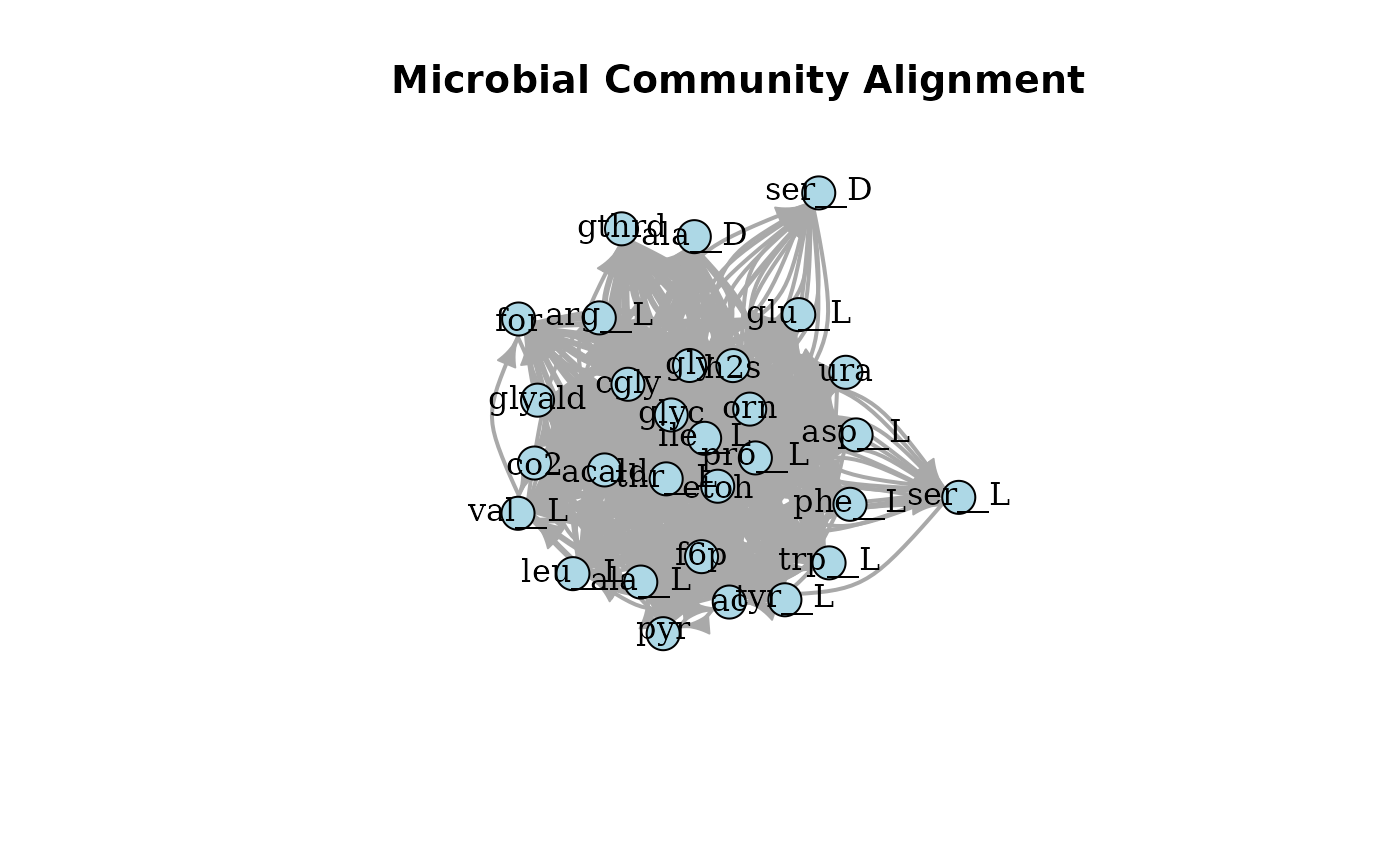 Microbial Community Alignment
ser__D
gthrd
ala__D
for
arg__L
glu__L
gly
h2s
ura
cgly
glyald
glyc
orn
ile__L
asp__L
pro__L
co2
acald
thr__L
etoh
phe__L
ser__L
val__L
f6p
trp__L
leu__L
ala__L
ac
tyr__L
pyr